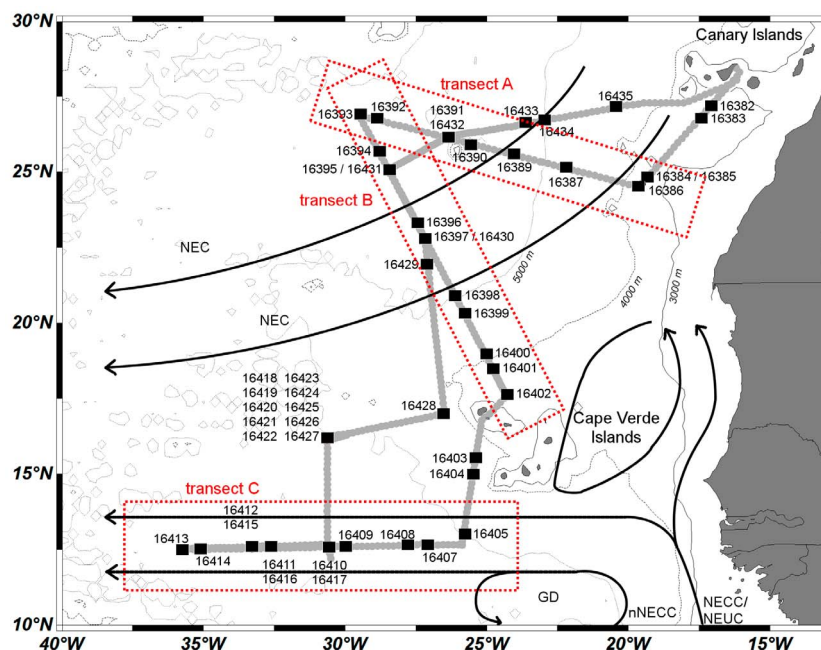 30°N
Canary Islands
transect A
16435
16433
16391
16392
16382
16393
16432
16434
16383
16394
16390
16389
25°N
16395 / 16431
16387
16384 / 16385
16386
transect B
16396
NEC
16397 / 16430
16429
5000 m
4000 m
3000 m
16398
NEC
16399
20°N
16400
16418 16423
16401
16419 16424
16420 16425
16402
16421 16426
16428
Cape Verde
16422 16427
Islands
16403
15°N
16404
transect C
16412
16415
16405
16413
16409
16408
16414
16411
16410
16407
16416
16417
GD
nNECC
NECC/
NEUC
10°N
40°W
35°W
30°W
25°W
20°W
15°W